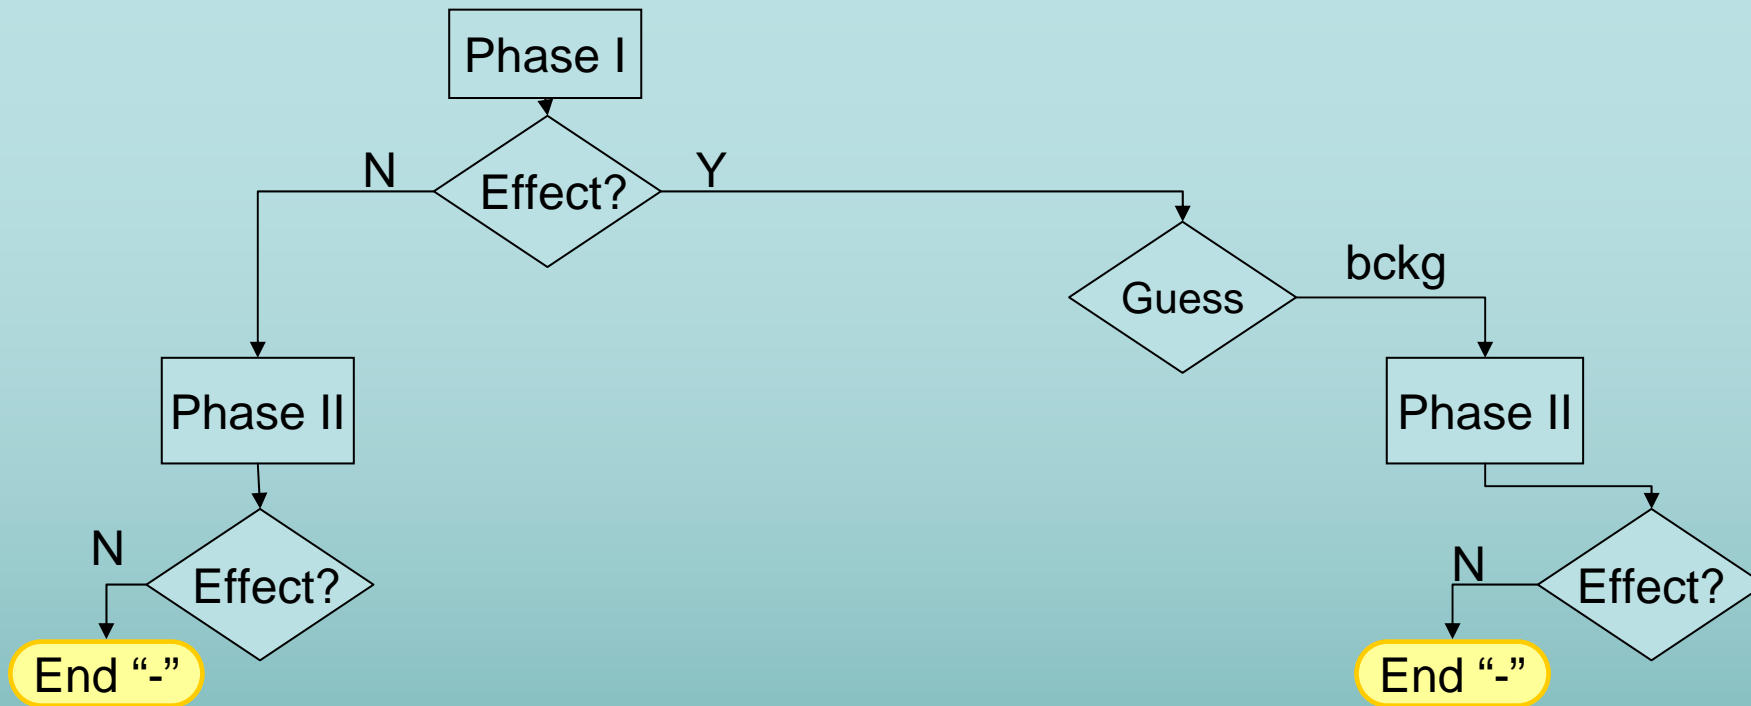 Phase I
N
Effect?
Y
Guess
bckg
Phase II
Phase II
N
Effect?
N
Effect?
End “-”
End “-”